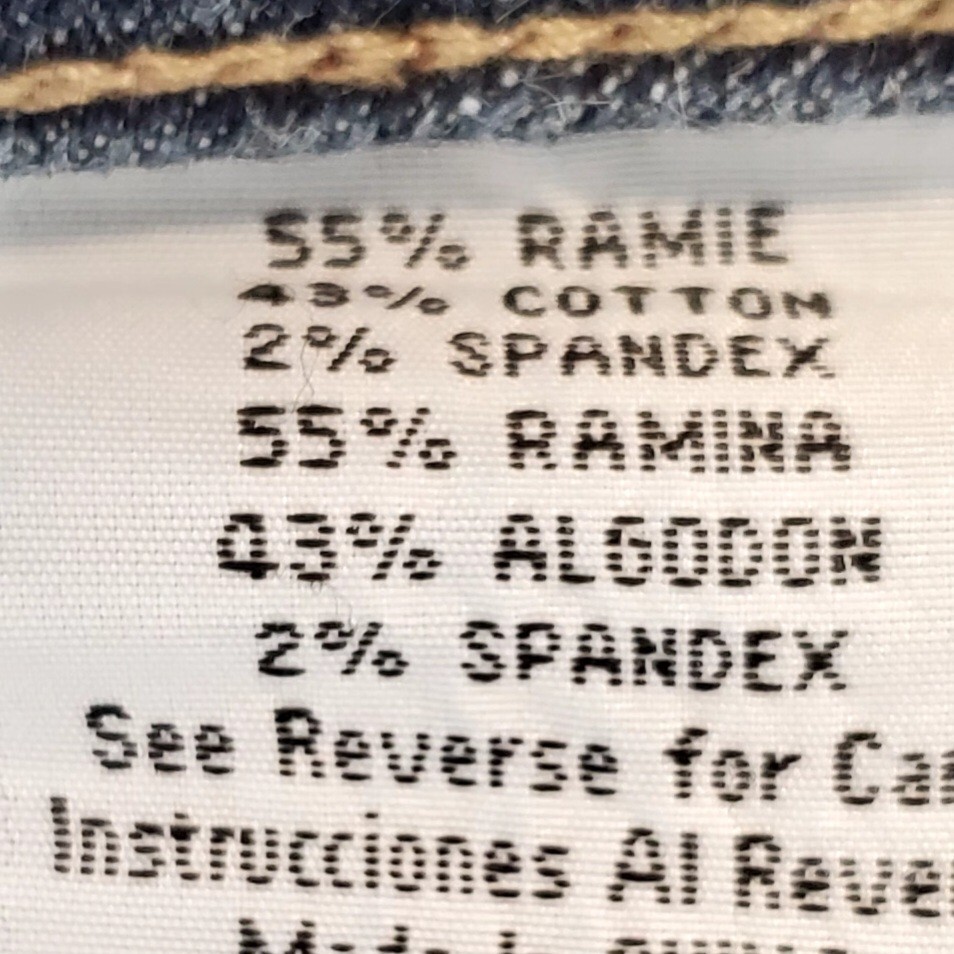 55% RAMIE
43% COTTON
2% SPANDEX
55% RAMINA
43% ALGODON
2% SPANDEX
See Reverse for
Instrucciones Al